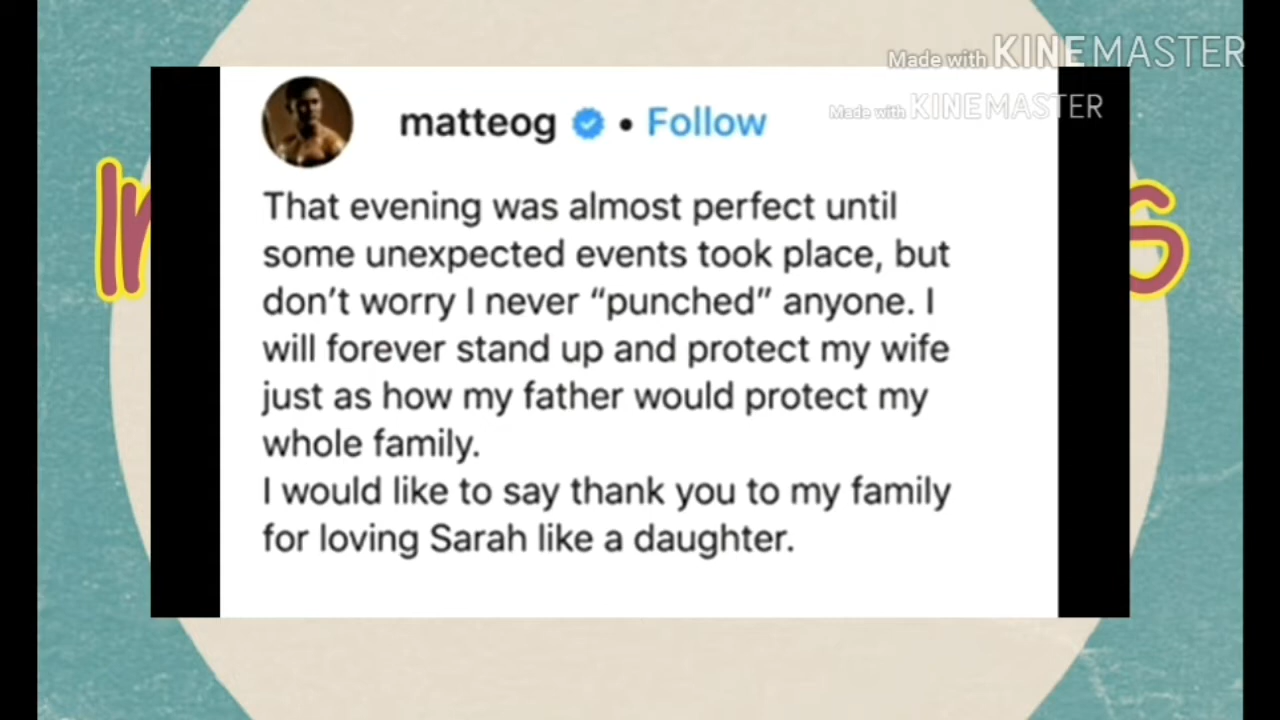 Made with KINEMASTER
Made with KINEMASTER
matteog • Follow
That evening was almost perfect until
some unexpected events took place, but
don’t worry I never “punched” anyone. I
will forever stand up and protect my wife
just as how my father would protect my
whole family.
I would like to say thank you to my family
for loving Sarah like a daughter.